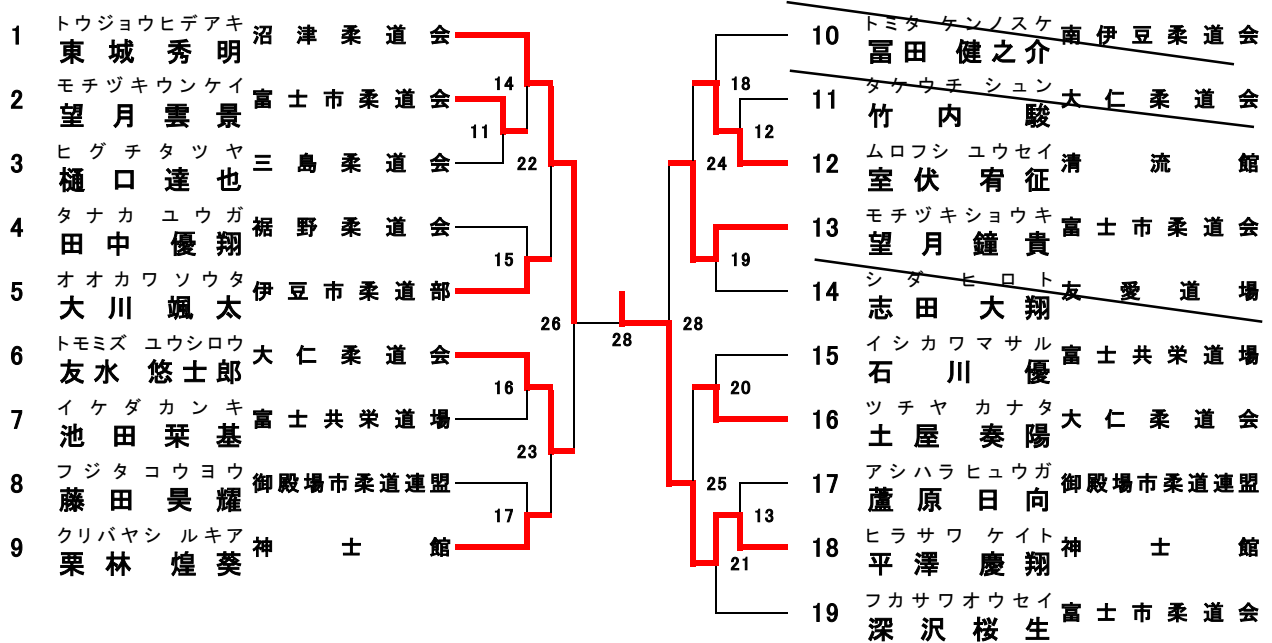 トウジョウヒデアキ
1 東城秀明 沼津柔道会
モチヅキウンケイ
2 望月雲景 富士市柔道会
ヒグチタツヤ
3 樋口達也 三島柔道会
タナカ ユウガ
4 田中優翔 裾野柔道会
オオカワソウタ
5 大川颯太 伊豆市柔道部
トモミズ ユウシロウ
6 友水悠士郎 大仁柔道会
イケダカンキ
7 池田栞基 富士共栄道場
フジタコウヨウ
8 藤田昊耀 御殿場市柔道連盟
クリバヤシ ルキア
9 栗林煌葵 神士館
14
11
22
15
26
16
23
17
28
28
18
12
24
19
20
25
13
21
トミタ ケンノスケ
10 冨田健之介 南伊豆柔道会
タケウチ シュン
11 竹内駿 大仁柔道会
ムロフシ ユウセイ
12 室伏宥征 清流館
モチヅキショウキ
13 望月鐘貴 富士市柔道会
シダ ヒロト
14 志田大翔 友愛道場
イシカワマサル
15 石川優 富士共栄道場
ツチヤ カナタ
16 土屋奏陽 大仁柔道会
アシハラヒュウガ
17 蘆原日向 御殿場市柔道連盟
ヒラサワ ケイト
18 平澤慶翔 神士館
フカサワオウセイ
19 深沢桜生 富士市柔道会